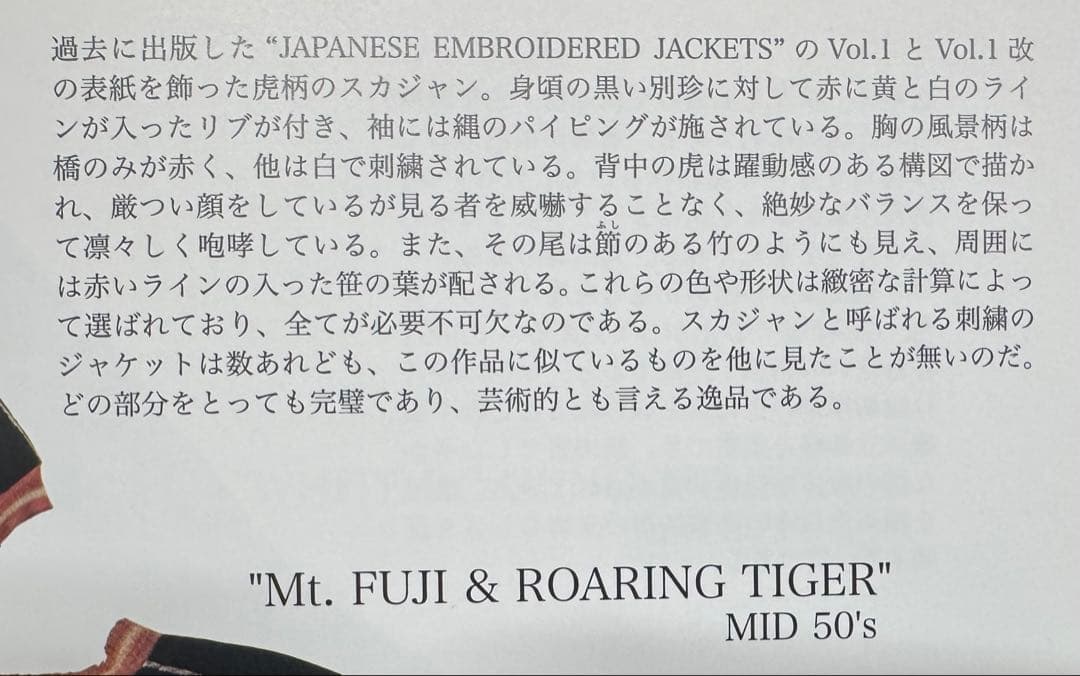 過去に出版した“JAPANESE EMBROIDERED JACKETS”のVol.1とVol.1改
の表紙を飾った虎柄のスカジャン。身頃の黒い別珍に対して赤に黄と白のライ
ンが入ったリブが付き、袖には縄のパイピングが施されている。胸の風景柄は
橋のみが赤く、他は白で刺繍されている。背中の虎は躍動感のある構図で描か
れ、厳つい顔をしているが見る者を威嚇することなく、絶妙なバランスを保っ
て凛々しく咆哮している。また、その尾は節のある竹のようにも見え、周囲に
は赤いラインの入った笹の葉が配される。これらの色や形状は緻密な計算によっ
て選ばれており、全てが必要不可欠なのである。スカジャンと呼ばれる刺繍の
ジャケットは数あれども、この作品に似ているものを他に見たことが無いのだ。
どの部分をとっても完璧であり、芸術的とも言える逸品である。
"Mt. FUJI & ROARING TIGER"
MID 50's